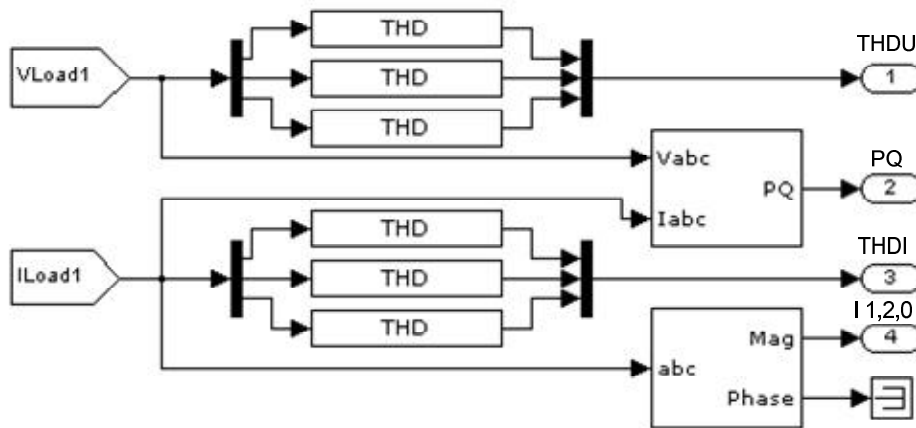 THD
THDU
VLoad1
THD
1
THD
Vabc
PQ
PQ
2
Iabc
THD
THDI
ILoad1
THD
3
THD
I 1,2,0
Mag
4
abc
Phase